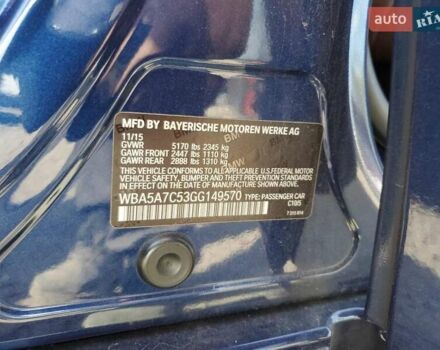 auto RIA
MFD BY BAYERISCHE MOTOREN WERKE AG
11/15
GVWR 5170 lbs 2345 kg
GAWR FRONT 2447 lbs 1110 kg
GAWR REAR 2888 lbs 1310 kg
THIS VEHICLE CONFORMS TO ALL APPLICABLE U.S.FEDERAL MOTOR
VEHICLE SAFETY, BUMPER AND THEFT PREVENTION STANDARDS
IN EFFECT ON THE DATE OF MANUFACTURE SHOWN ABOVE.
WBA5A7C53GG149570 TYPE: PASSENGER CAR